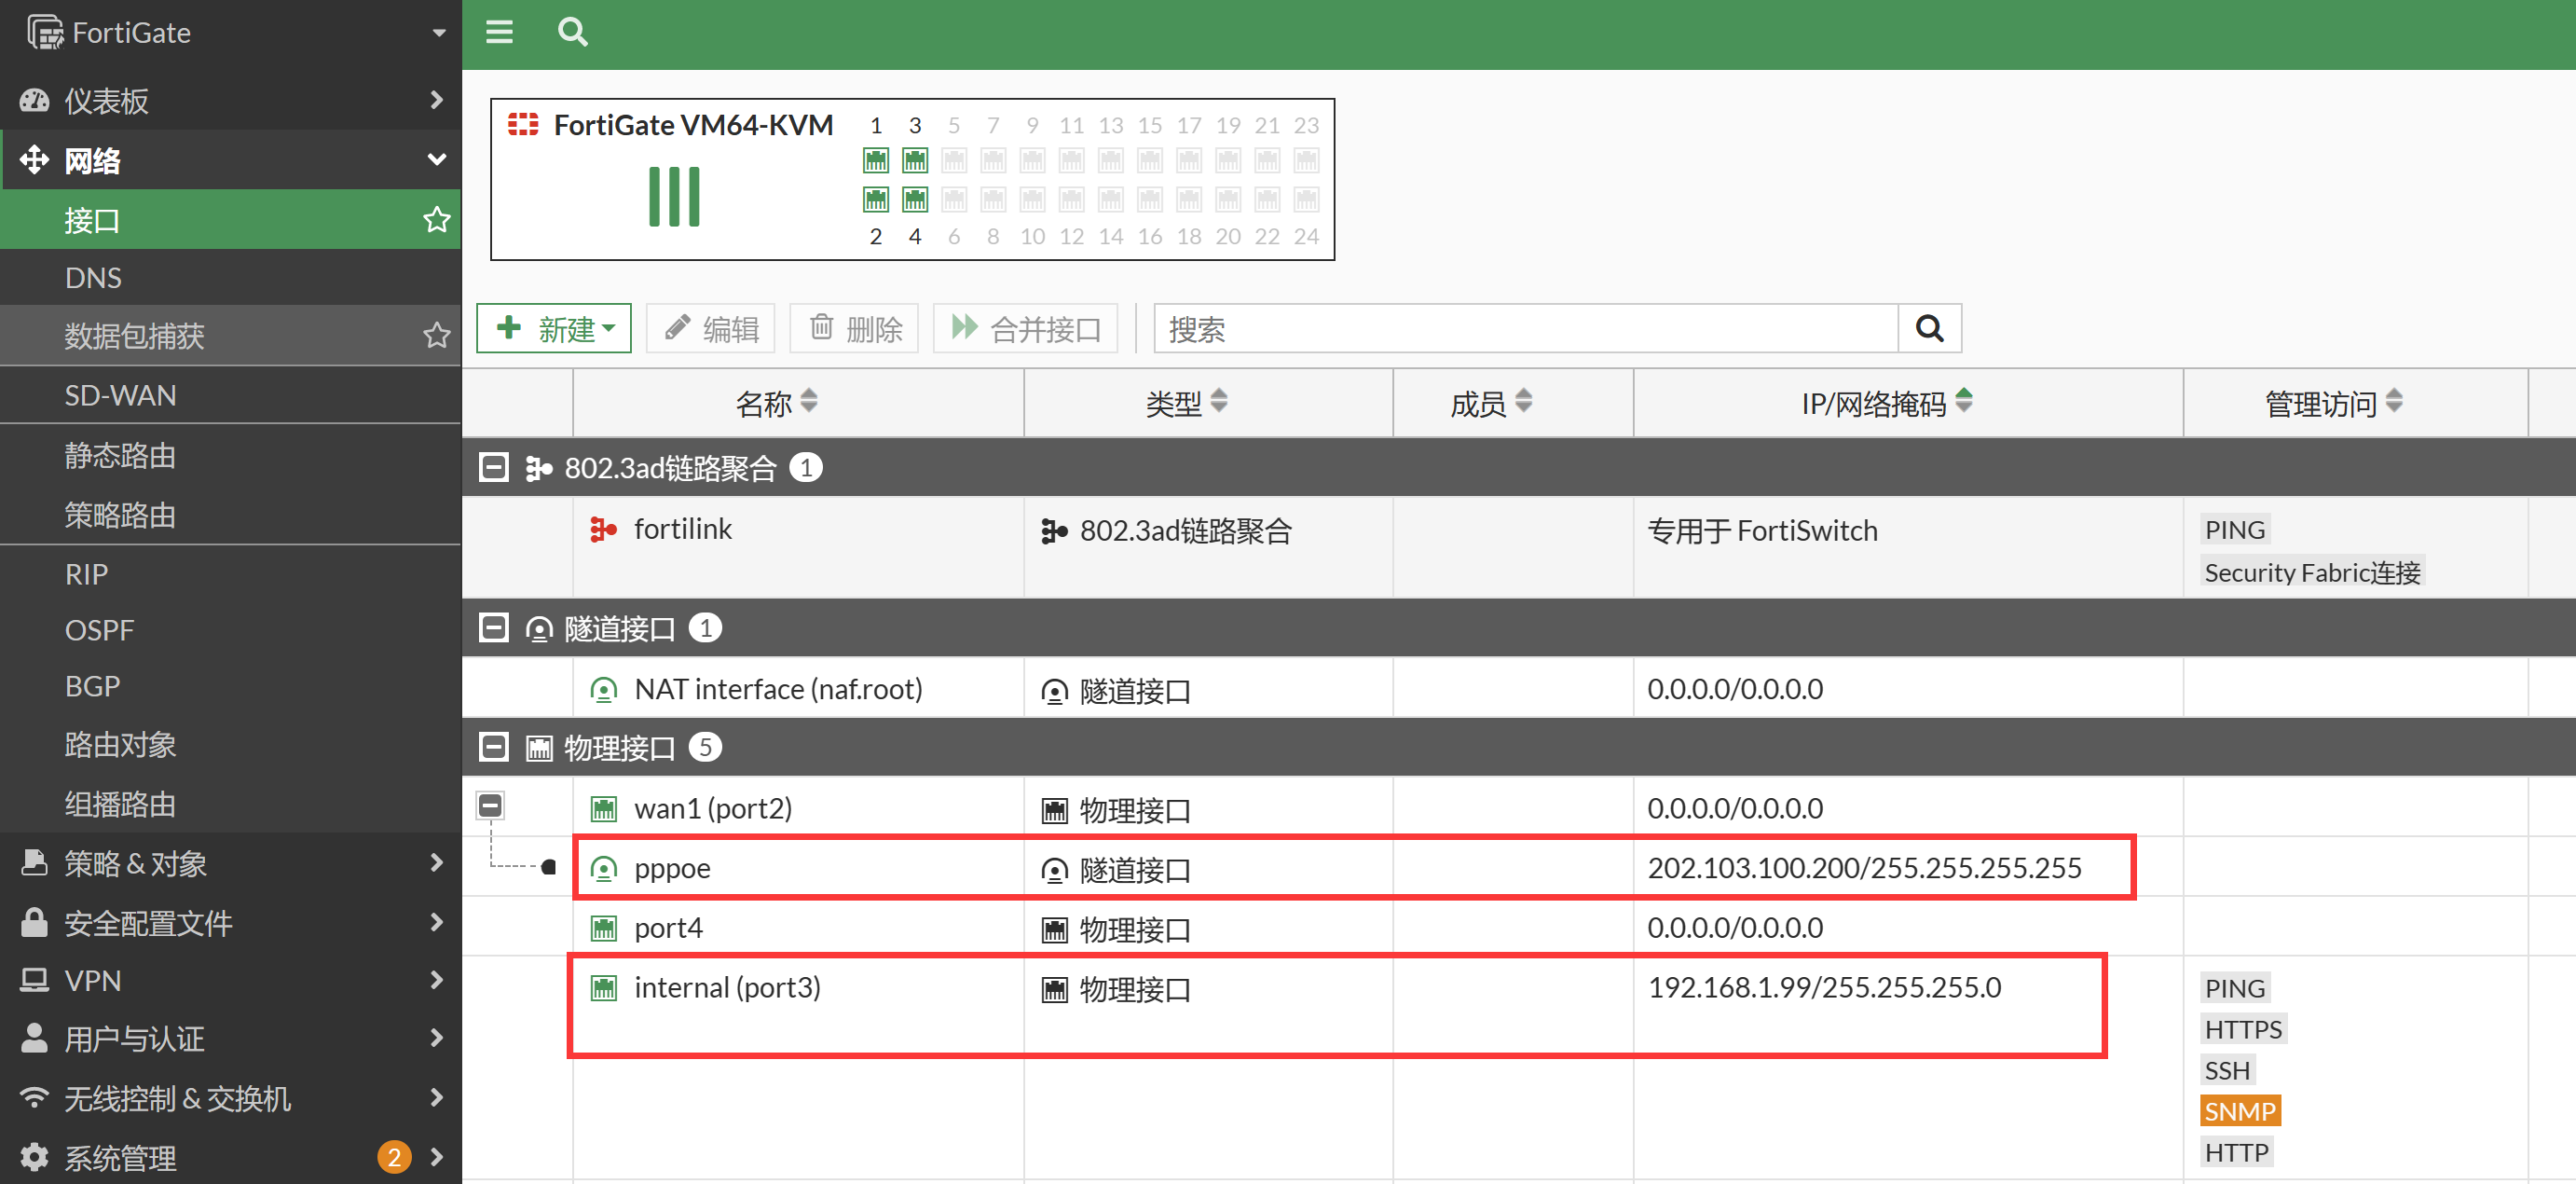 FortiGate
仪表板
网络
接口
DNS
数据包捕获
SD-WAN
静态路由
策略路由
RIP
OSPF
BGP
路由对象
组播路由
策略 & 对象
安全配置文件
VPN
用户与认证
无线控制 & 交换机
系统管理 2
FortiGate VM64-KVM
1 3 5 7 9 11 13 15 17 19 21 23
2 4 6 8 10 12 14 16 18 20 22 24
新建 编辑 删除 合并接口 搜索
名称 类型 成员 IP/网络掩码 管理访问
802.3ad链路聚合 1
fortilink 802.3ad链路聚合 专用于 FortiSwitch PING
Security Fabric连接
隧道接口 1
NAT interface (naf.root) 隧道接口 0.0.0.0/0.0.0.0
物理接口 5
wan1 (port2) 物理接口 0.0.0.0/0.0.0.0
pppoe 隧道接口 202.103.100.200/255.255.255.255
port4 物理接口 0.0.0.0/0.0.0.0
internal (port3) 物理接口 192.168.1.99/255.255.255.0 PING
HTTPS
SSH
SNMP
HTTP